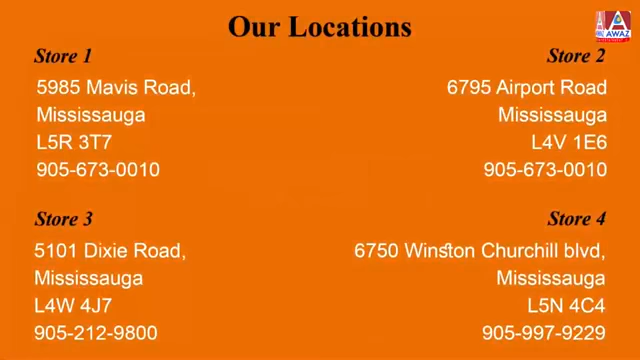 Our Locations
Store 1
5985 Mavis Road,
Mississauga
L5R 3T7
905-673-0010
Store 2
6795 Airport Road
Mississauga
L4V 1E6
905-673-0010
Store 3
5101 Dixie Road,
Mississauga
L4W 4J7
905-212-9800
Store 4
6750 Winston Churchill blvd,
Mississauga
L5N 4C4
905-997-9229
AWAZ